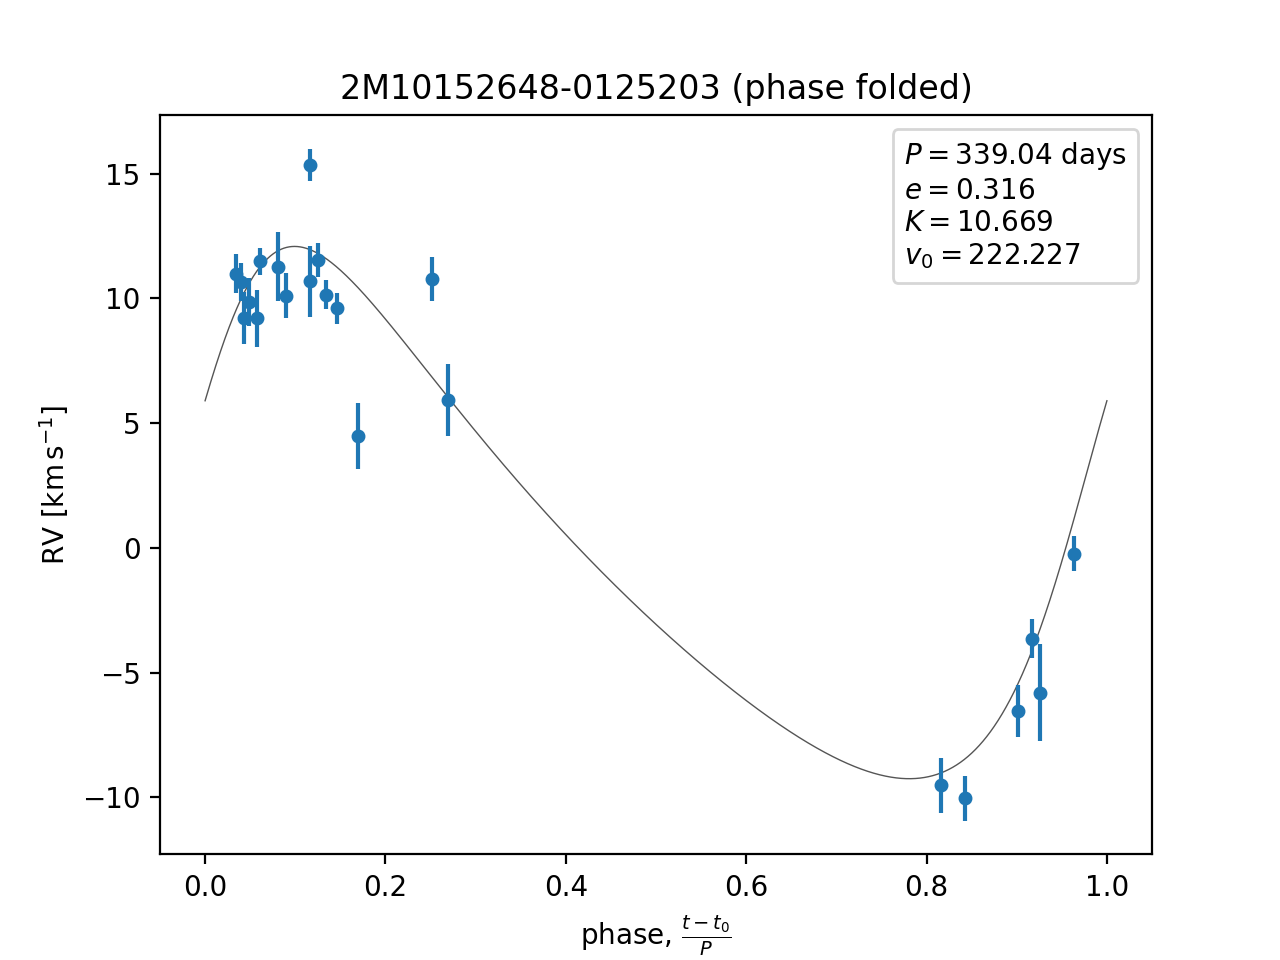 2M10152648-0125203 (phase folded)
P = 339.04 days
e = 0.316
K = 10.669
v₀ = 222.227
15
10
5
0
−5
−10
RV [km s⁻¹]
0.0 0.2 0.4 0.6 0.8 1.0
phase, (t − t₀)/P